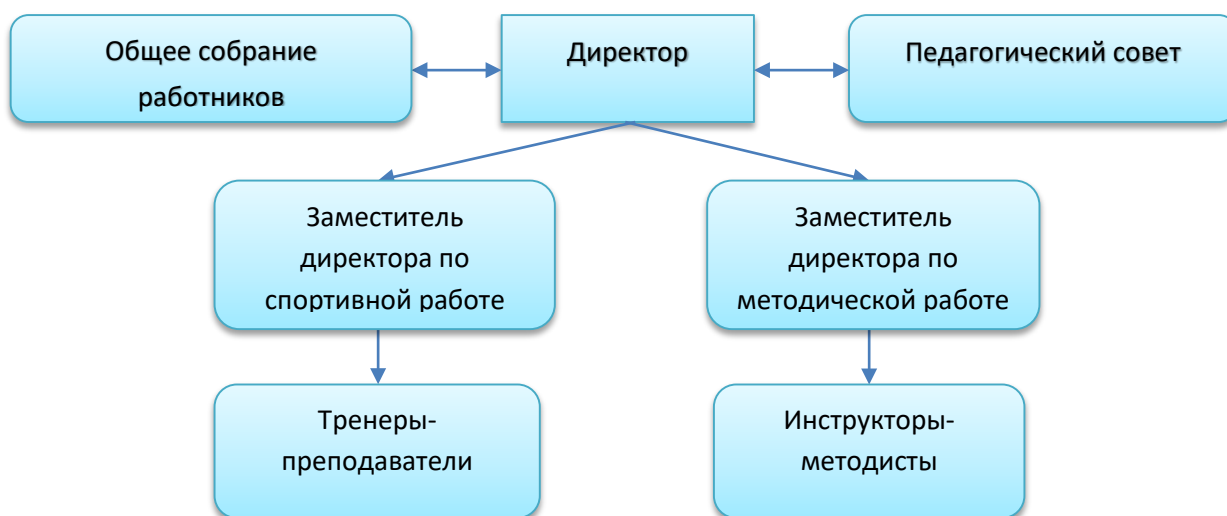 Общее собрание
работников
Директор
Педагогический совет
Заместитель
директора по
спортивной работе
Заместитель
директора по
методической работе
Тренеры-
преподаватели
Инструкторы-
методисты